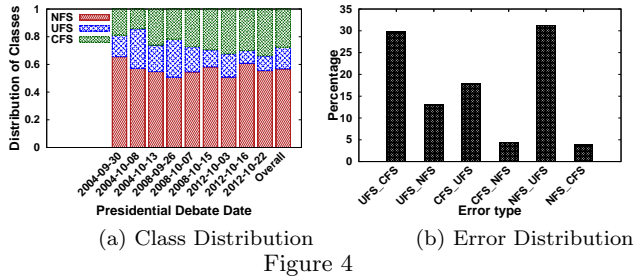 NFS
UFS
CFS
Distribution of Classes
1
0.8
0.6
0.4
0.2
0
2004-09-30
2004-10-08
2004-10-13
2008-09-26
2008-10-07
2008-10-15
2012-10-03
2012-10-16
2012-10-22
Overall
Presidential Debate Date
(a) Class Distribution
Percentage
35
30
25
20
15
10
5
0
UFS_CFS
UFS_NFS
CFS_UFS
CFS_NFS
NFS_UFS
NFS_CFS
Error type
(b) Error Distribution
Figure 4